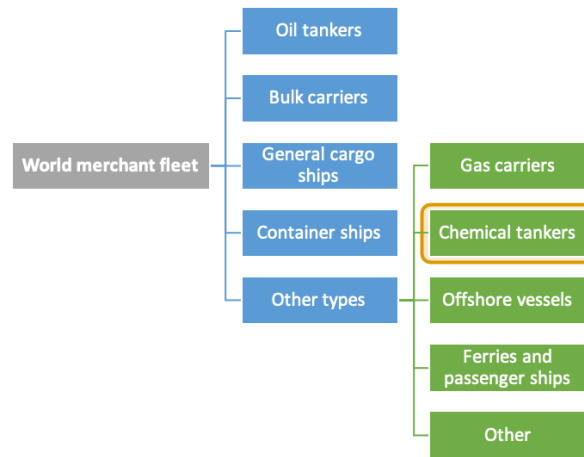 World merchant fleet
Oil tankers
Bulk carriers
General cargo
ships
Container ships
Other types
Gas carriers
Chemical tankers
Offshore vessels
Ferries and
passenger ships
Other